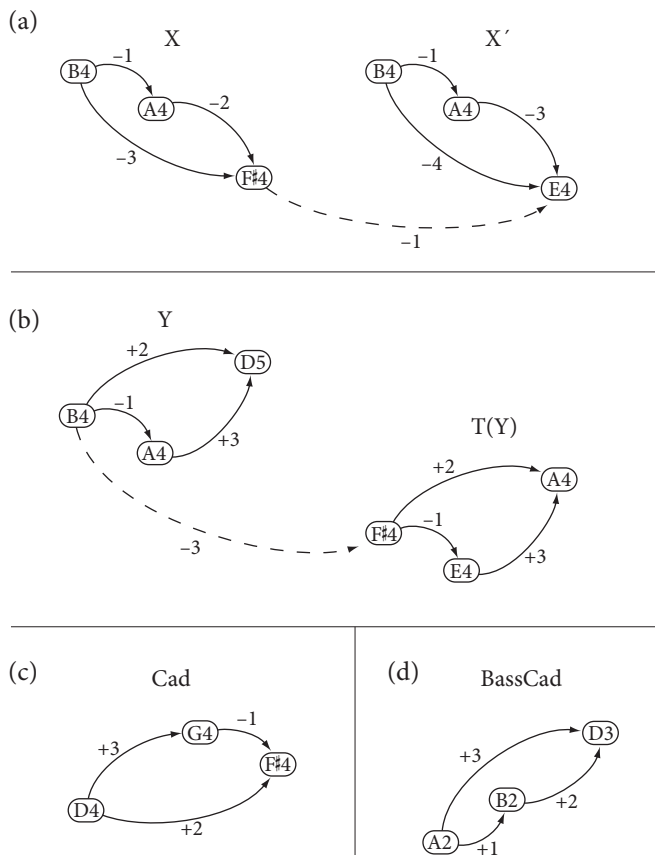 (a)
X
X′
B4
–1
A4
–2
–3
F♯4
B4
–1
A4
–3
–4
E4
–1
(b)
Y
+2
D5
B4
–1
A4
+3
–3
T(Y)
+2
A4
F♯4
–1
E4
+3
(c)
Cad
+3
G4
–1
F♯4
D4
+2
(d)
BassCad
+3
D3
B2
+2
A2
+1